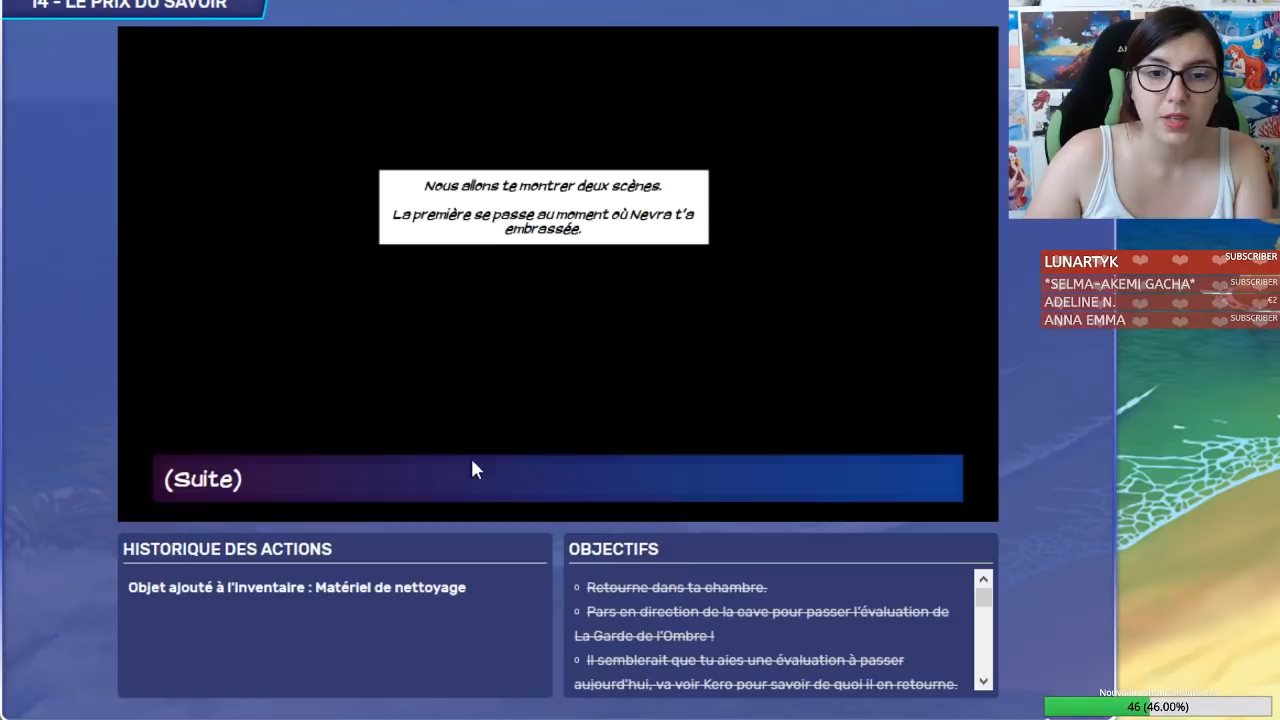 14 - LE PRIX DU SAVOIR
Nous allons te montrer deux scènes.
La première se passe au moment où Nevra t'a
embrassée.
(Suite)
HISTORIQUE DES ACTIONS
Objet ajouté à l'inventaire : Matériel de nettoyage
OBJECTIFS
Retourne dans ta chambre.
Pars en direction de la cave pour passer l'évaluation de
La Garde de l'Ombre !
Il semblerait que tu aies une évaluation à passer
aujourd'hui, va voir Kero pour savoir de quoi il en retourne.
LUNARTYK SUBSCRIBER
*SELMA-AKEMI GACHA* SUBSCRIBER
ADELINE N. €2
ANNA EMMA SUBSCRIBER
46 (46.00%)